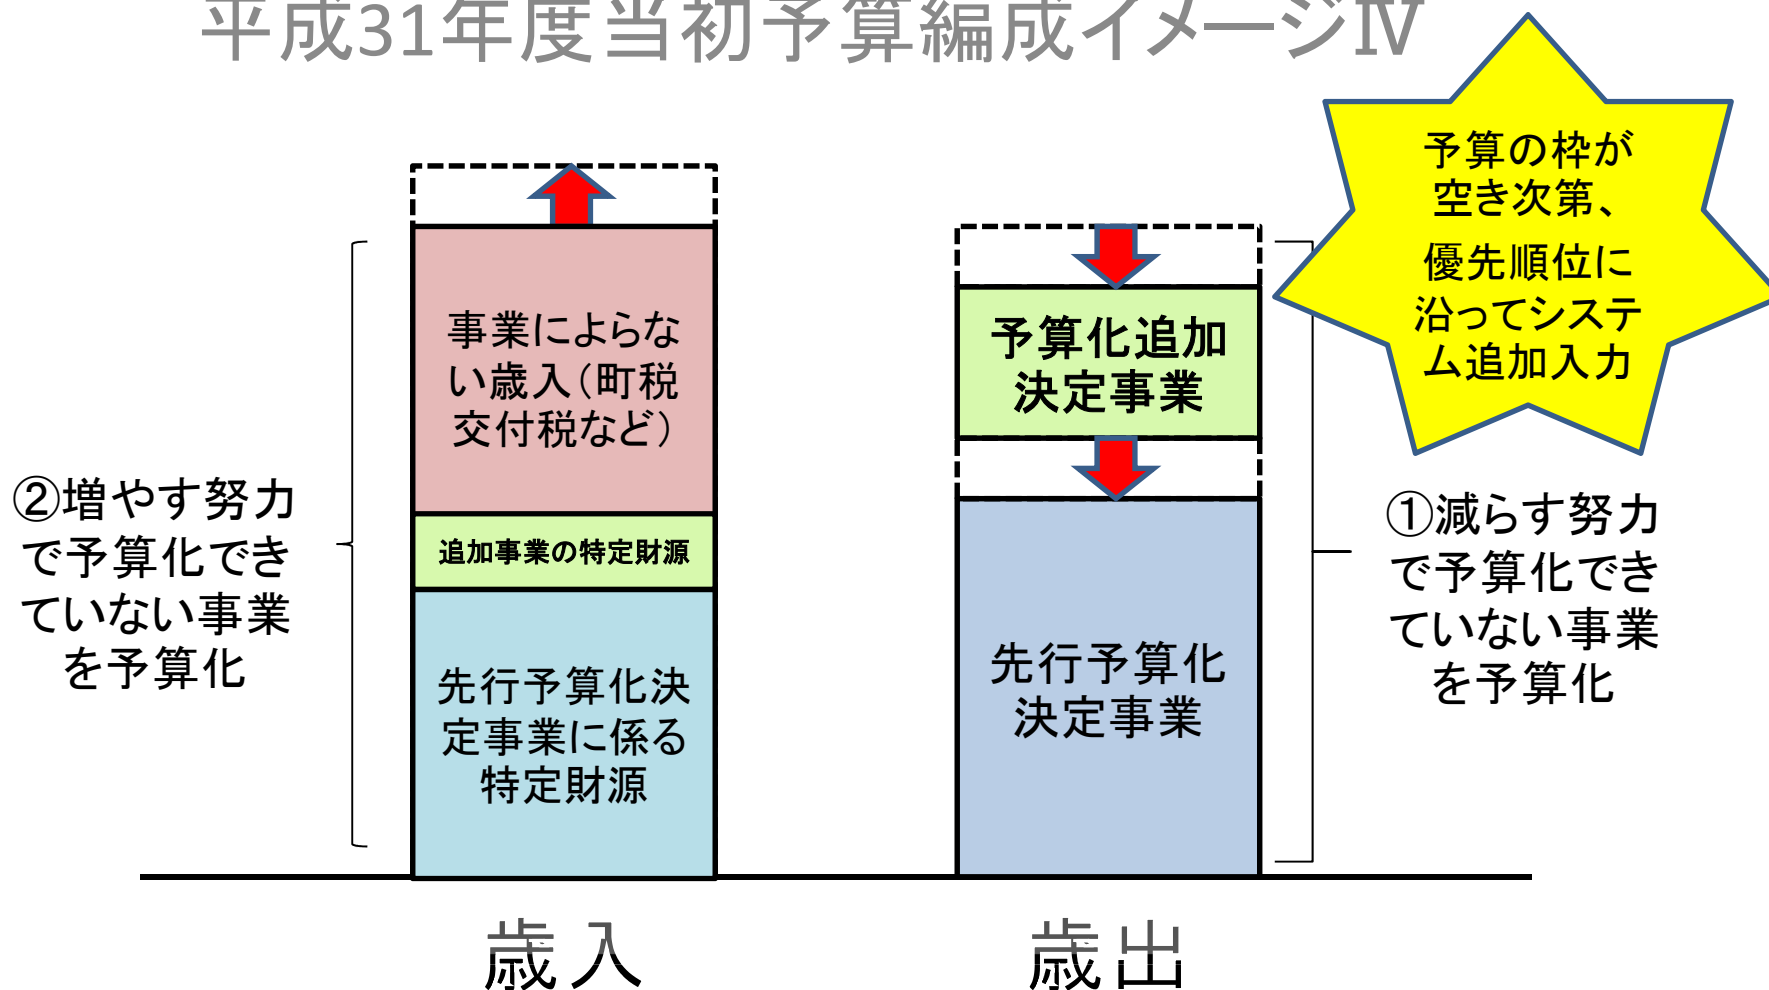 平成31年度当初予算編成イメージⅣ
予算の枠が
空き次第、
優先順位に
沿ってシステ
ム追加入力
事業によらな
い歳入（町税
交付税など）
予算化追加
決定事業
②増やす努力
で予算化でき
ていない事業
を予算化
追加事業の特定財源
①減らす努力
で予算化でき
ていない事業
を予算化
先行予算化決
定事業に係る
特定財源
先行予算化
決定事業
歳入
歳出